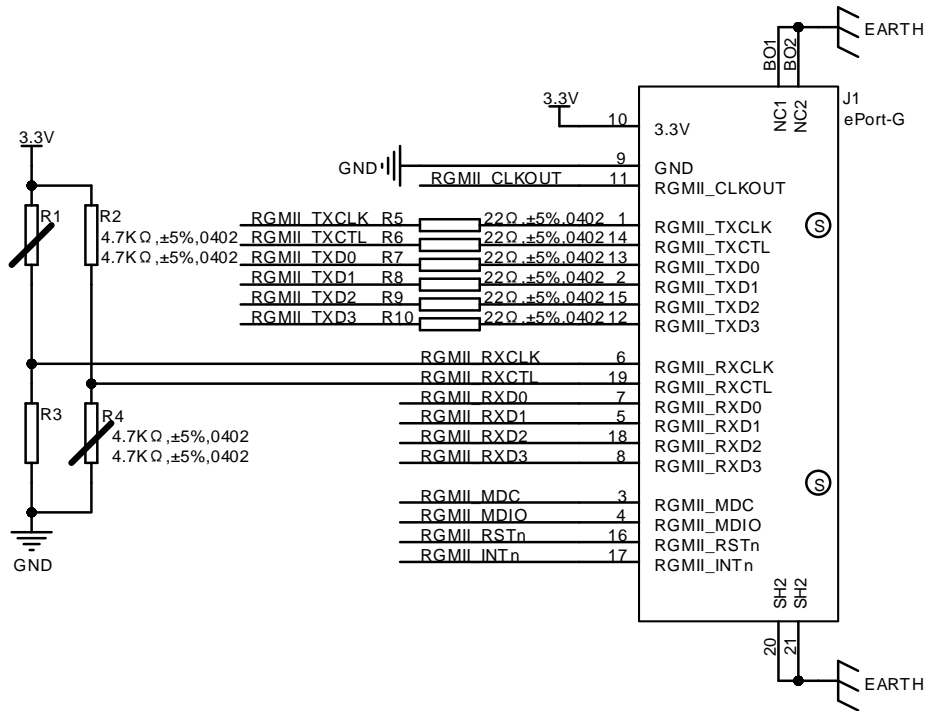 EARTH
BO1
BO2
NC1
NC2
J1
ePort-G
3.3V
10
3.3V
GND
9
GND
RGMII_CLKOUT
11
RGMII_CLKOUT
3.3V
R1
R2
4.7KΩ,±5%,0402
4.7KΩ,±5%,0402
RGMII_TXCLK R5 22Ω,±5%,0402 1 RGMII_TXCLK
RGMII_TXCTL R6 22Ω,±5%,0402 14 RGMII_TXCTL
RGMII_TXD0 R7 22Ω,±5%,0402 13 RGMII_TXD0
RGMII_TXD1 R8 22Ω,±5%,0402 2 RGMII_TXD1
RGMII_TXD2 R9 22Ω,±5%,0402 15 RGMII_TXD2
RGMII_TXD3 R10 22Ω,±5%,0402 12 RGMII_TXD3
S
RGMII_RXCLK 6 RGMII_RXCLK
RGMII_RXCTL 19 RGMII_RXCTL
RGMII_RXD0 7 RGMII_RXD0
RGMII_RXD1 5 RGMII_RXD1
RGMII_RXD2 18 RGMII_RXD2
RGMII_RXD3 8 RGMII_RXD3
R3
R4
4.7KΩ,±5%,0402
4.7KΩ,±5%,0402
S
RGMII_MDC 3 RGMII_MDC
RGMII_MDIO 4 RGMII_MDIO
RGMII_RSTn 16 RGMII_RSTn
RGMII_INTn 17 RGMII_INTn
GND
SH2
SH2
20
21
EARTH